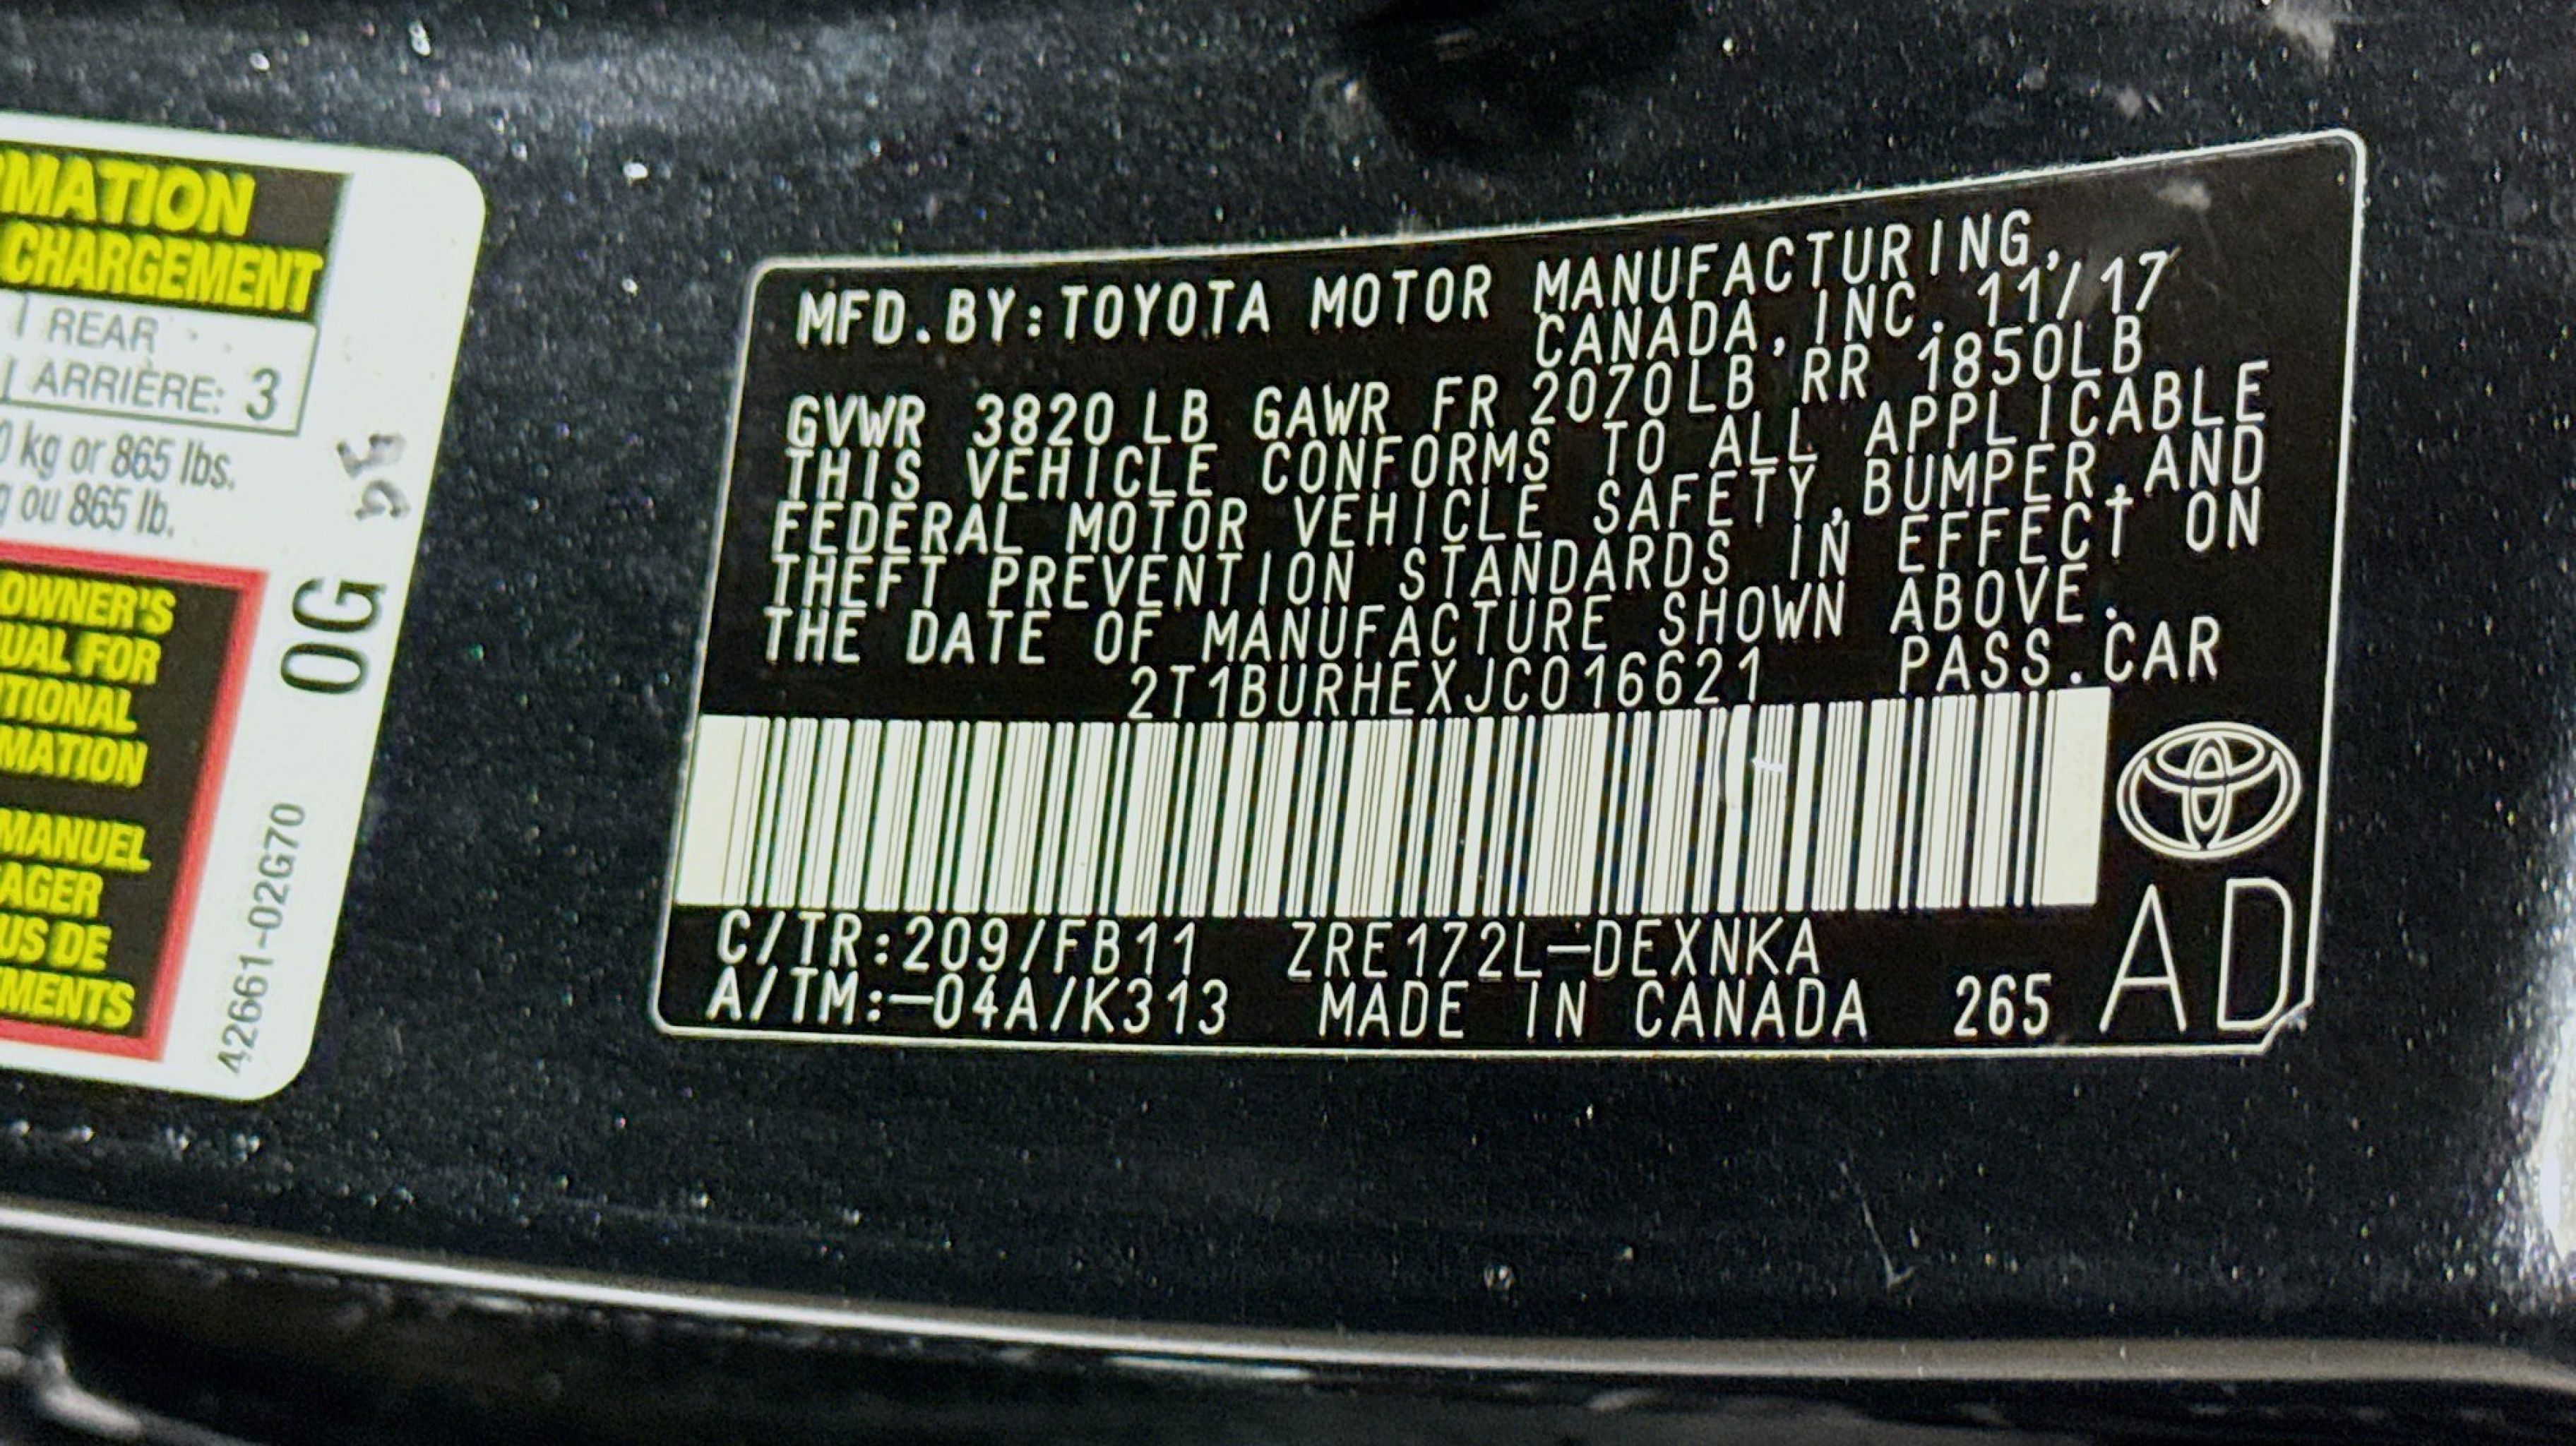 MATION
CHARGEMENT
REAR
ARRIÈRE: 3
kg or 865 lbs.
ou 865 lb.
OWNER'S
UAL FOR
TIONAL
MATION
MANUEL
AGER
US DE
MENTS
0G
42661-02G70
MFD.BY:TOYOTA MOTOR MANUFACTURING,
CANADA,INC. 11/17
GVWR 3820LB GAWR FR 2070LB RR 1850LB
THIS VEHICLE CONFORMS TO ALL APPLICABLE
FEDERAL MOTOR VEHICLE SAFETY,BUMPER,AND
THEFT PREVENTION STANDARDS IN EFFECT ON
THE DATE OF MANUFACTURE SHOWN ABOVE.
2T1BURHEXJC016621 PASS.CAR
C/TR:209/FB11 ZRE172L-DEXNKA
A/TM:-04A/K313 MADE IN CANADA 265
AD